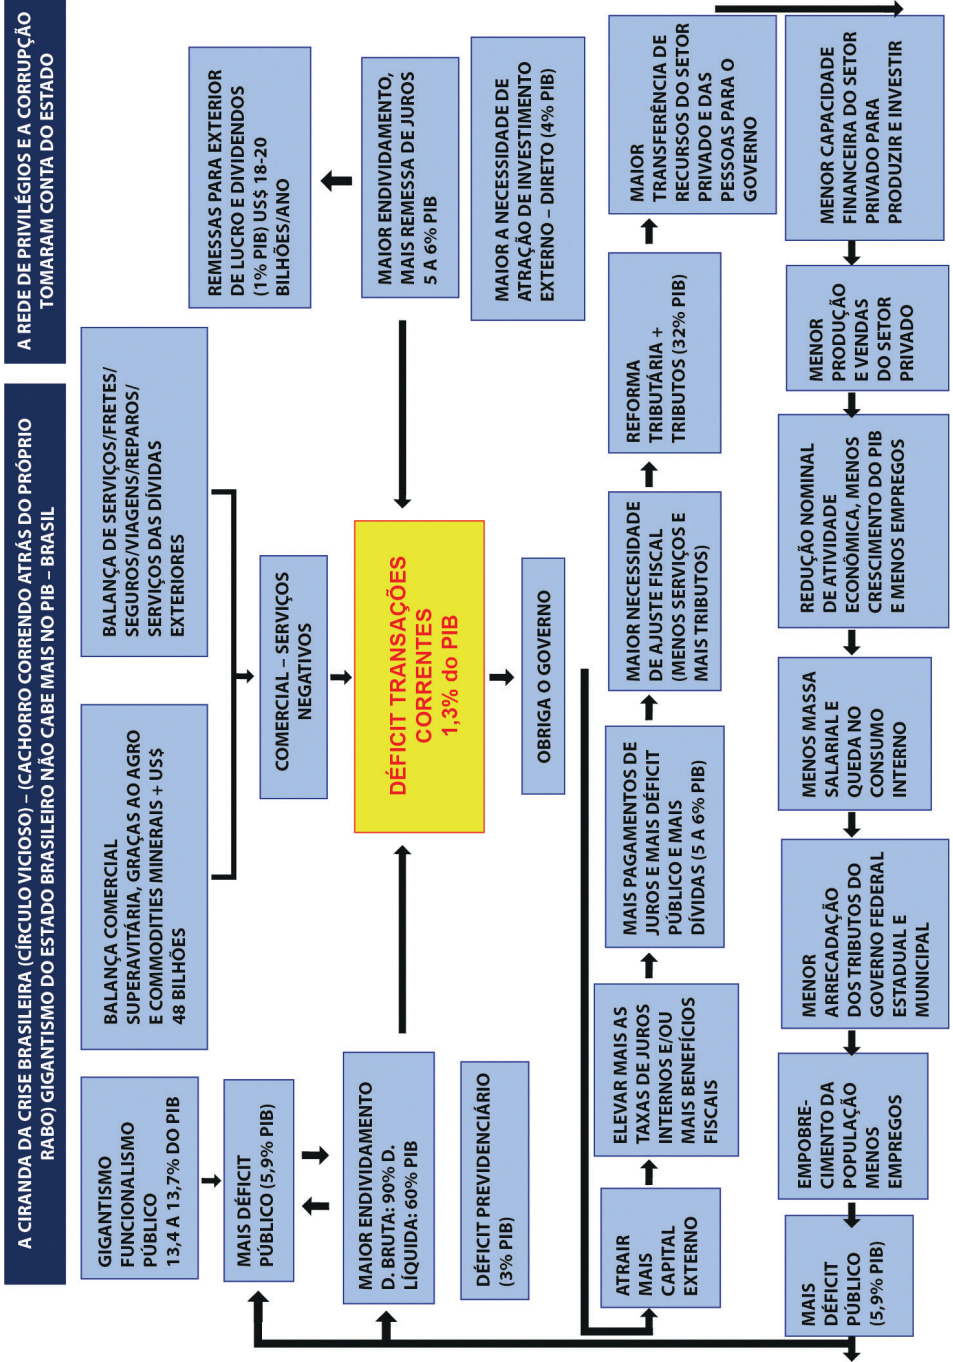 A CIRANDA DA CRISE BRASILEIRA (CÍRCULO VICIOSO) – (CACHORRO CORRENDO ATRÁS DO PRÓPRIO
RABO) GIGANTISMO DO ESTADO BRASILEIRO NÃO CABE MAIS NO PIB – BRASIL
A REDE DE PRIVILÉGIOS E A CORRUPÇÃO
TOMARAM CONTA DO ESTADO
GIGANTISMO
FUNCIONALISMO
PÚBLICO
13,4 A 13,7% DO PIB
BALANÇA COMERCIAL
SUPERAVITÁRIA, GRAÇAS AO AGRO
E COMMODITIES MINERAIS + US$
48 BILHÕES
BALANÇA DE SERVIÇOS/FRETES/
SEGUROS/VIAGENS/REPAROS/
SERVIÇOS DAS DÍVIDAS
EXTERIORES
REMESSAS PARA EXTERIOR
DE LUCRO E DIVIDENDOS
(1% PIB) US$ 18-20
BILHÕES/ANO
MAIS DÉFICIT
PÚBLICO (5,9% PIB)
COMERCIAL – SERVIÇOS
NEGATIVOS
MAIOR ENDIVIDAMENTO
D. BRUTA: 90% D.
LÍQUIDA: 60% PIB
DÉFICIT TRANSAÇÕES
CORRENTES
1,3% do PIB
MAIOR ENDIVIDAMENTO,
MAIS REMESSA DE JUROS
5 A 6% PIB
DÉFICIT PREVIDENCIÁRIO
(3% PIB)
OBRIGA O GOVERNO
MAIOR A NECESSIDADE DE
ATRAÇÃO DE INVESTIMENTO
EXTERNO – DIRETO (4% PIB)
ATRAIR
MAIS
CAPITAL
EXTERNO
ELEVAR MAIS AS
TAXAS DE JUROS
INTERNOS E/OU
MAIS BENEFÍCIOS
FISCAIS
MAIS PAGAMENTOS DE
JUROS E MAIS DÉFICIT
PÚBLICO E MAIS
DÍVIDAS (5 A 6% PIB)
MAIOR NECESSIDADE
DE AJUSTE FISCAL
(MENOS SERVIÇOS E
MAIS TRIBUTOS)
REFORMA
TRIBUTÁRIA +
TRIBUTOS (32% PIB)
MAIOR
TRANSFERÊNCIA DE
RECURSOS DO SETOR
PRIVADO E DAS
PESSOAS PARA O
GOVERNO
MAIS
DÉFICIT
PÚBLICO
(5,9% PIB)
EMPOBRE-
CIMENTO DA
POPULAÇÃO
MENOS
EMPREGOS
MENOR
ARRECADAÇÃO
DOS TRIBUTOS DO
GOVERNO FEDERAL
ESTADUAL E
MUNICIPAL
MENOS MASSA
SALARIAL E
QUEDA NO
CONSUMO
INTERNO
REDUÇÃO NOMINAL
DE ATIVIDADE
ECONÔMICA, MENOS
CRESCIMENTO DO PIB
E MENOS EMPREGOS
MENOR
PRODUÇÃO
E VENDAS
DO SETOR
PRIVADO
MENOR CAPACIDADE
FINANCEIRA DO SETOR
PRIVADO PARA
PRODUZIR E INVESTIR